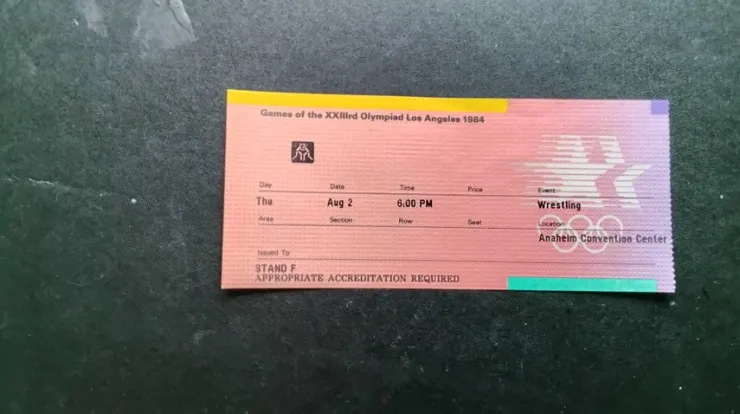 Games of the XXIIIrd Olympiad Los Angeles 1984
Day Date Time Price Event
Thu Aug 2 6:00 PM Wrestling
Area Section Row Seat Location
Anaheim Convention Center
Issued To
STAND F
APPROPRIATE ACCREDITATION REQUIRED